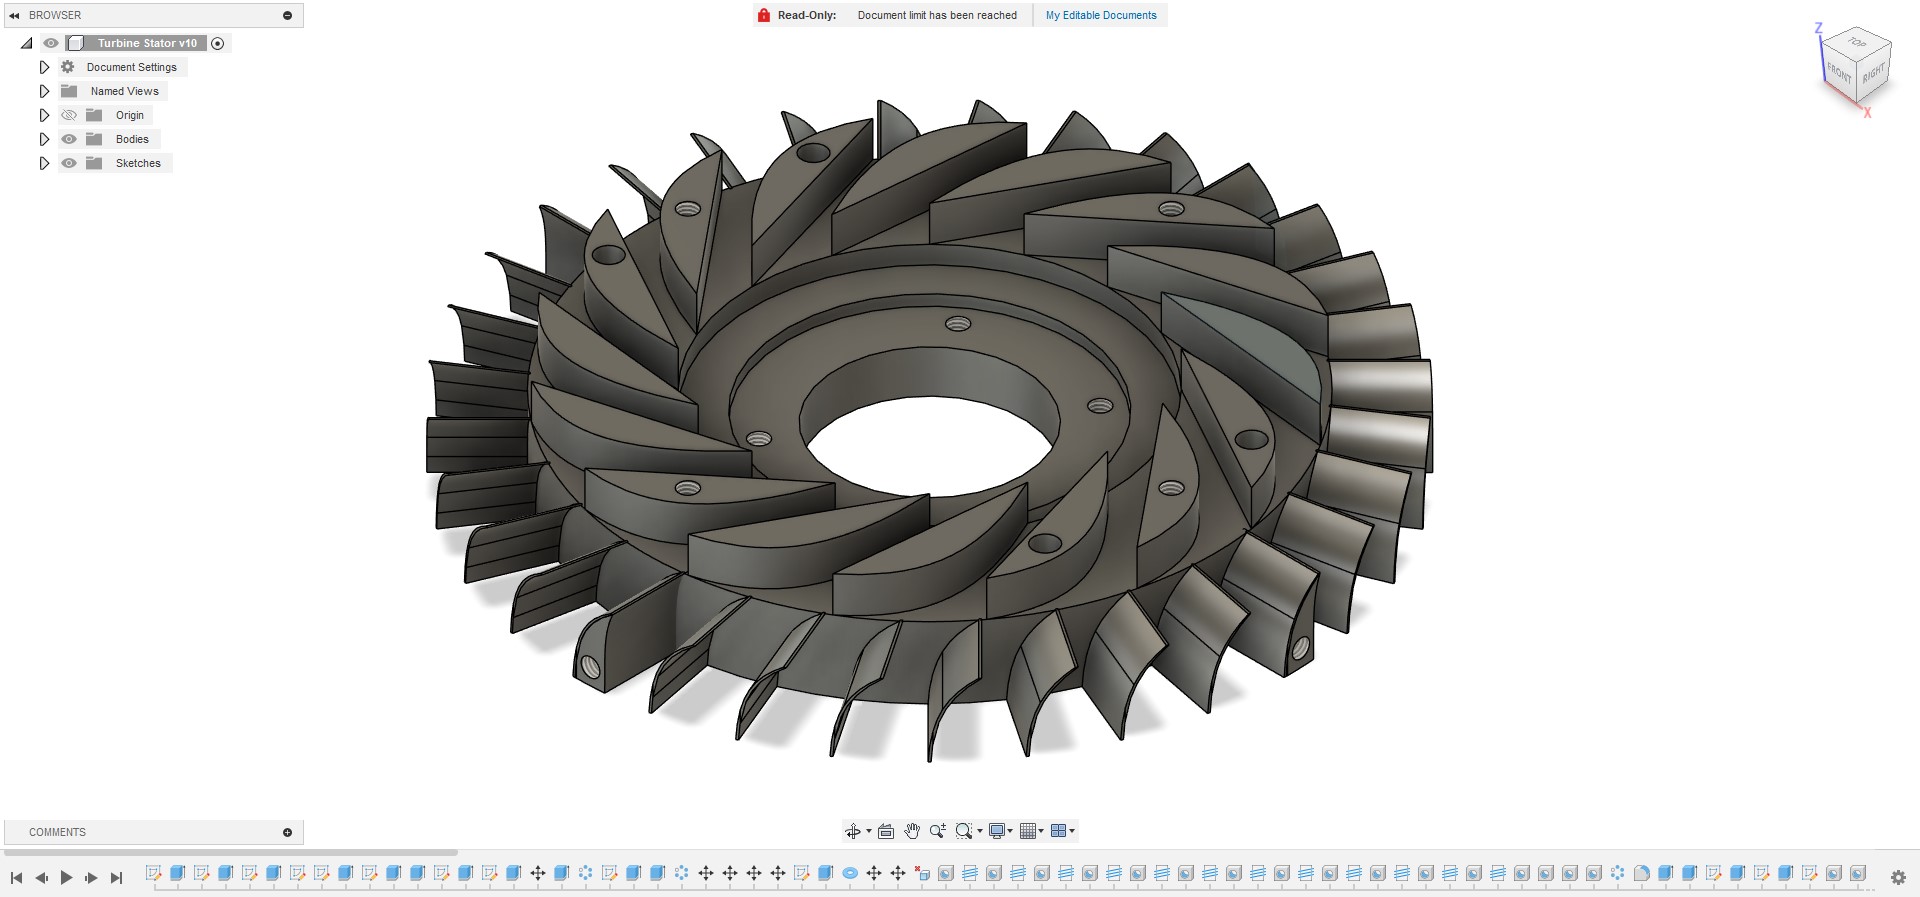 BROWSER
Read-Only: Document limit has been reached My Editable Documents
Turbine Stator v10
Document Settings
Named Views
Origin
Bodies
Sketches
Z
TOP
FRONT
RIGHT
X
COMMENTS